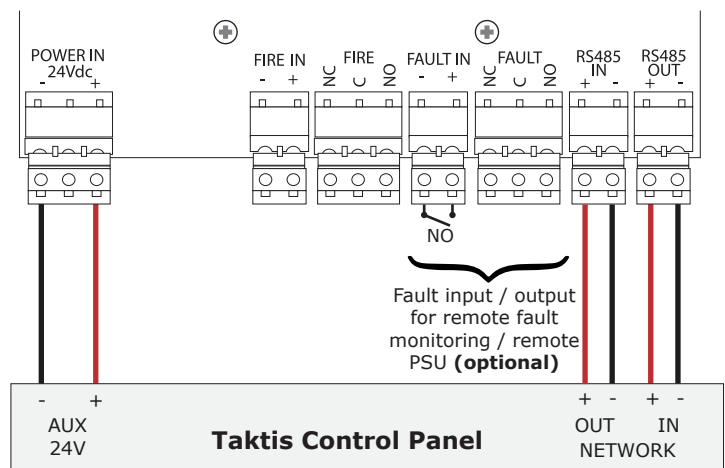 POWER IN
24Vdc
- +
FIRE IN
- +
FIRE
NC C NO
FAULT IN
- +
FAULT
NC C NO
RS485
IN
+ -
RS485
OUT
+ -
NO
Fault input / output
for remote fault
monitoring / remote
PSU (optional)
- +
AUX
24V
Taktis Control Panel
+ - + -
OUT IN
NETWORK